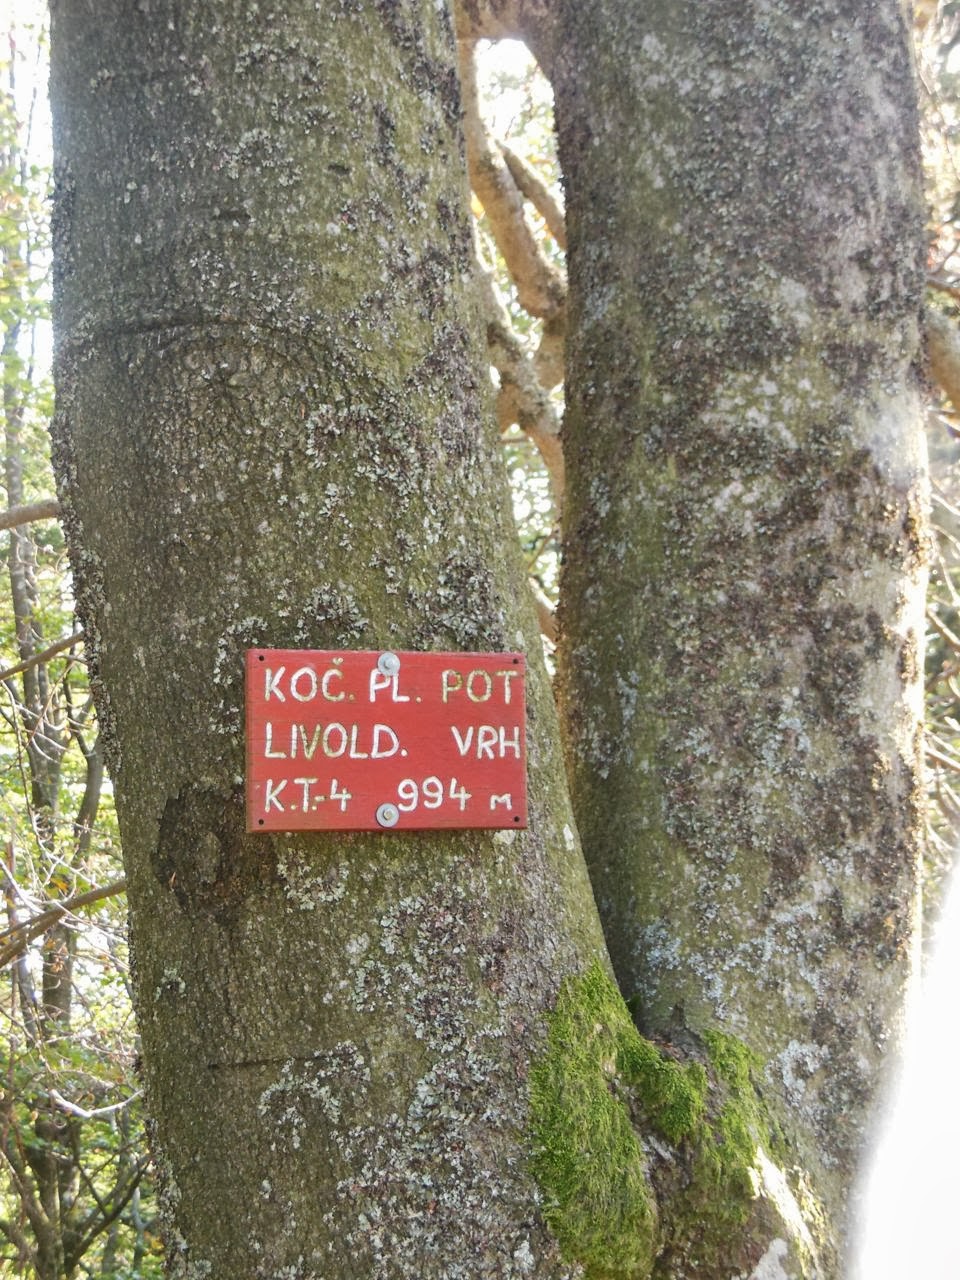 KOČ. PL. POT
LIVOLD. VRH
K.T.-4 994 m